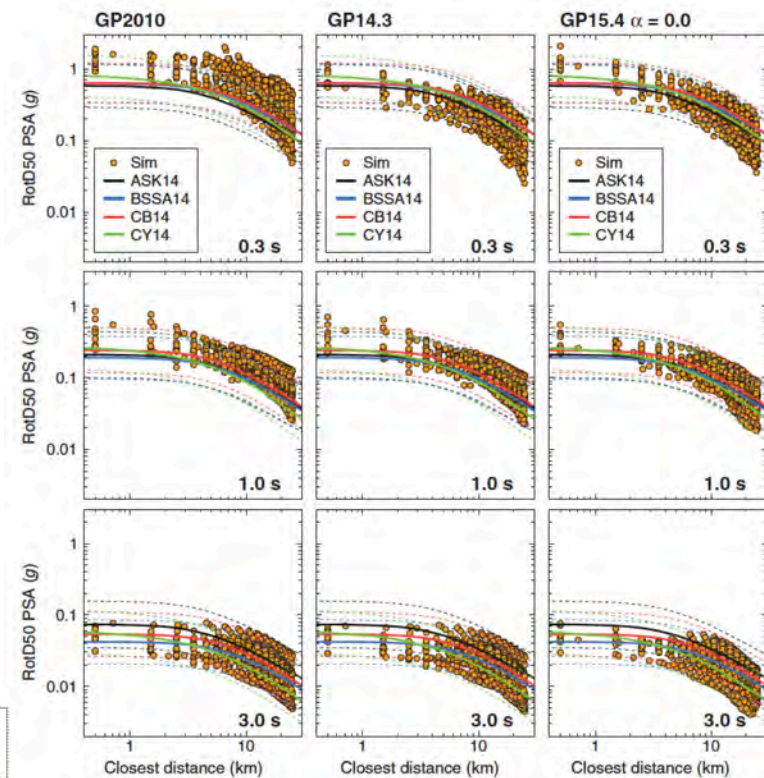 GP2010 GP14.3 GP15.4 α = 0.0
RotD50 PSA (g)
1
0.1
0.01
Sim
ASK14
BSSA14
CB14
CY14
0.3 s
Sim
ASK14
BSSA14
CB14
CY14
0.3 s
Sim
ASK14
BSSA14
CB14
CY14
0.3 s
RotD50 PSA (g)
1
0.1
0.01
1.0 s
1.0 s
1.0 s
RotD50 PSA (g)
1
0.1
0.01
3.0 s
3.0 s
3.0 s
1 10 1 10 1 10
Closest distance (km) Closest distance (km) Closest distance (km)